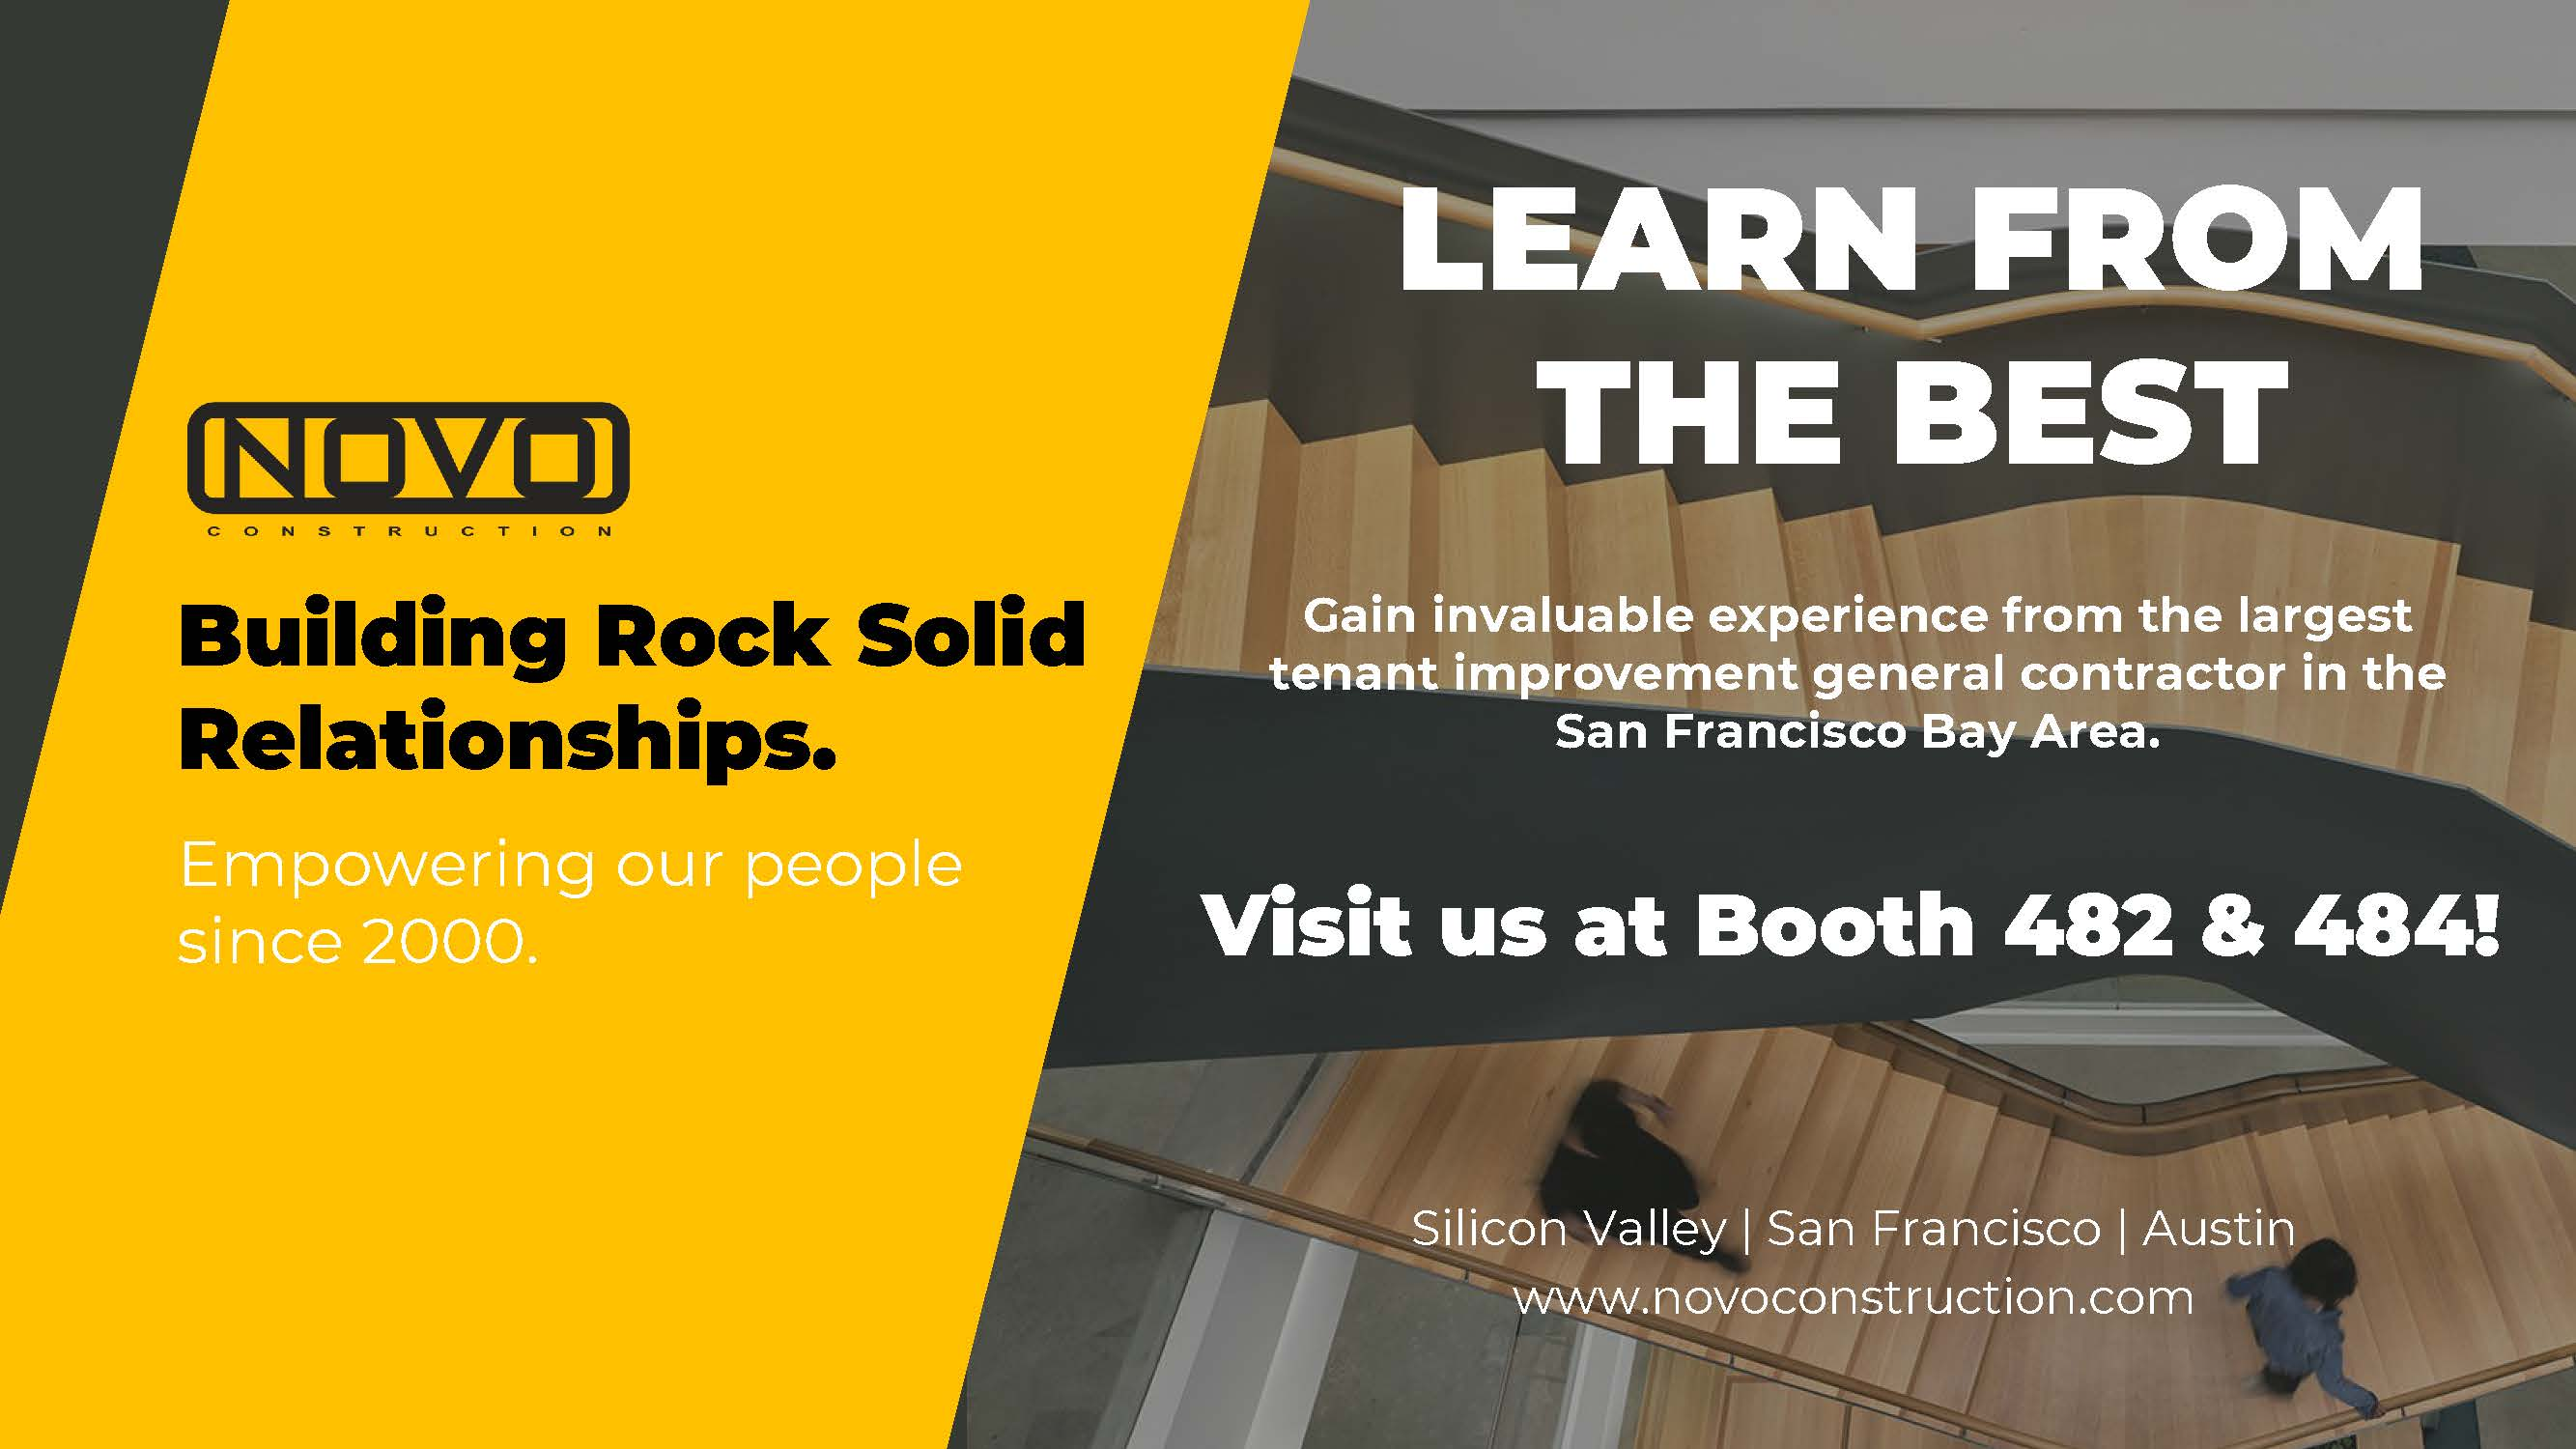 NOVO
CONSTRUCTION
Building Rock Solid
Relationships.
Empowering our people
since 2000.
LEARN FROM
THE BEST
Gain invaluable experience from the largest
tenant improvement general contractor in the
San Francisco Bay Area.
Visit us at Booth 482 & 484!
Silicon Valley | San Francisco | Austin
www.novoconstruction.com